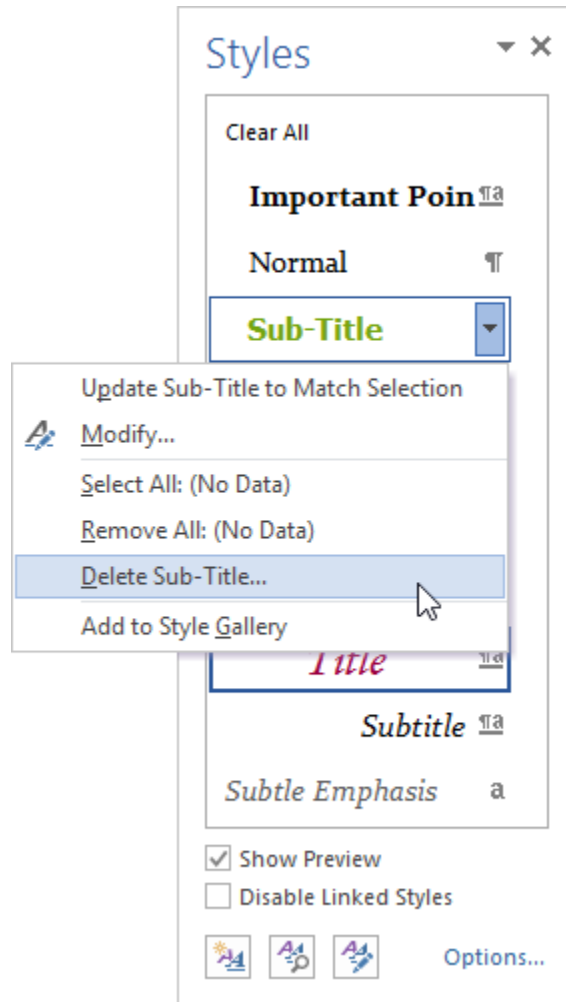 Styles
Clear All
Important Poin
Normal
Sub-Title
Update Sub-Title to Match Selection
Modify...
Select All: (No Data)
Remove All: (No Data)
Delete Sub-Title...
Add to Style Gallery
Title
Subtitle
Subtle Emphasis a
Show Preview
Disable Linked Styles
Options...